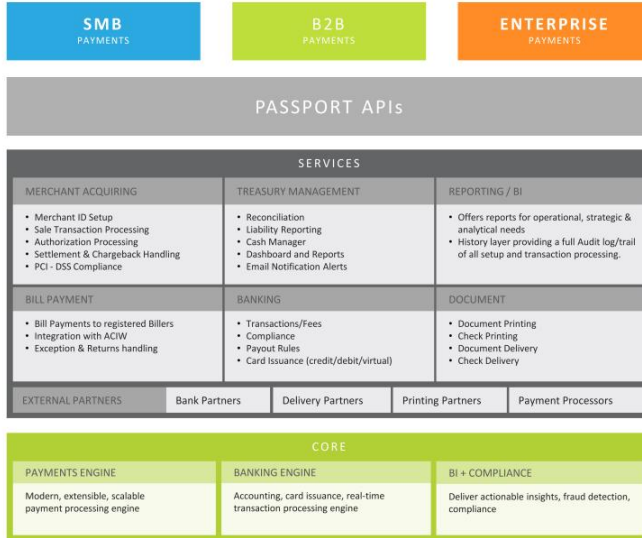 SMB
PAYMENTS
B2B
PAYMENTS
ENTERPRISE
PAYMENTS
PASSPORT APIs
SERVICES
MERCHANT ACQUIRING
• Merchant ID Setup
• Sale Transaction Processing
• Authorization Processing
• Settlement & Chargeback Handling
• PCI - DSS Compliance
TREASURY MANAGEMENT
• Reconciliation
• Liability Reporting
• Cash Manager
• Dashboard and Reports
• Email Notification Alerts
REPORTING / BI
• Offers reports for operational, strategic &
analytical needs
• History layer providing a full Audit log/trail
of all setup and transaction processing.
BILL PAYMENT
• Bill Payments to registered Billers
• Integration with ACIW
• Exception & Returns handling
BANKING
• Transactions/Fees
• Compliance
• Payout Rules
• Card Issuance (credit/debit/virtual)
DOCUMENT
• Document Printing
• Check Printing
• Document Delivery
• Check Delivery
EXTERNAL PARTNERS
Bank Partners
Delivery Partners
Printing Partners
Payment Processors
CORE
PAYMENTS ENGINE
Modern, extensible, scalable
payment processing engine
BANKING ENGINE
Accounting, card issuance, real-time
transaction processing engine
BI + COMPLIANCE
Deliver actionable insights, fraud detection,
compliance